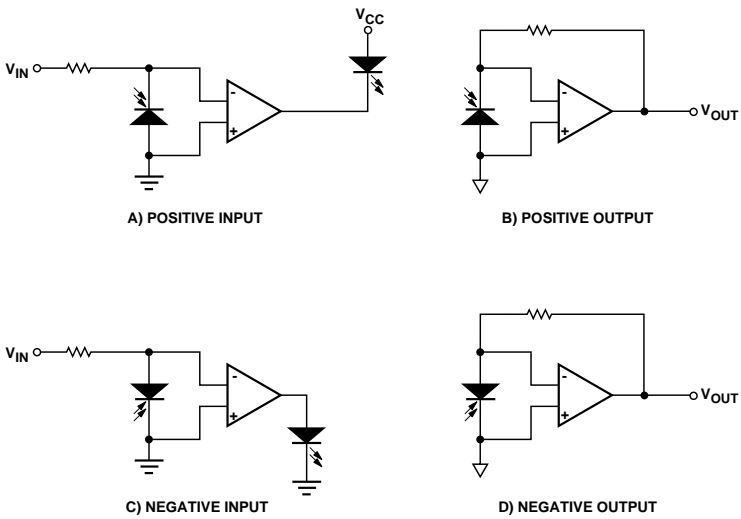 VCC
VIN
-
+
-
+
VOUT
A) POSITIVE INPUT
B) POSITIVE OUTPUT
VIN
-
+
-
+
VOUT
C) NEGATIVE INPUT
D) NEGATIVE OUTPUT